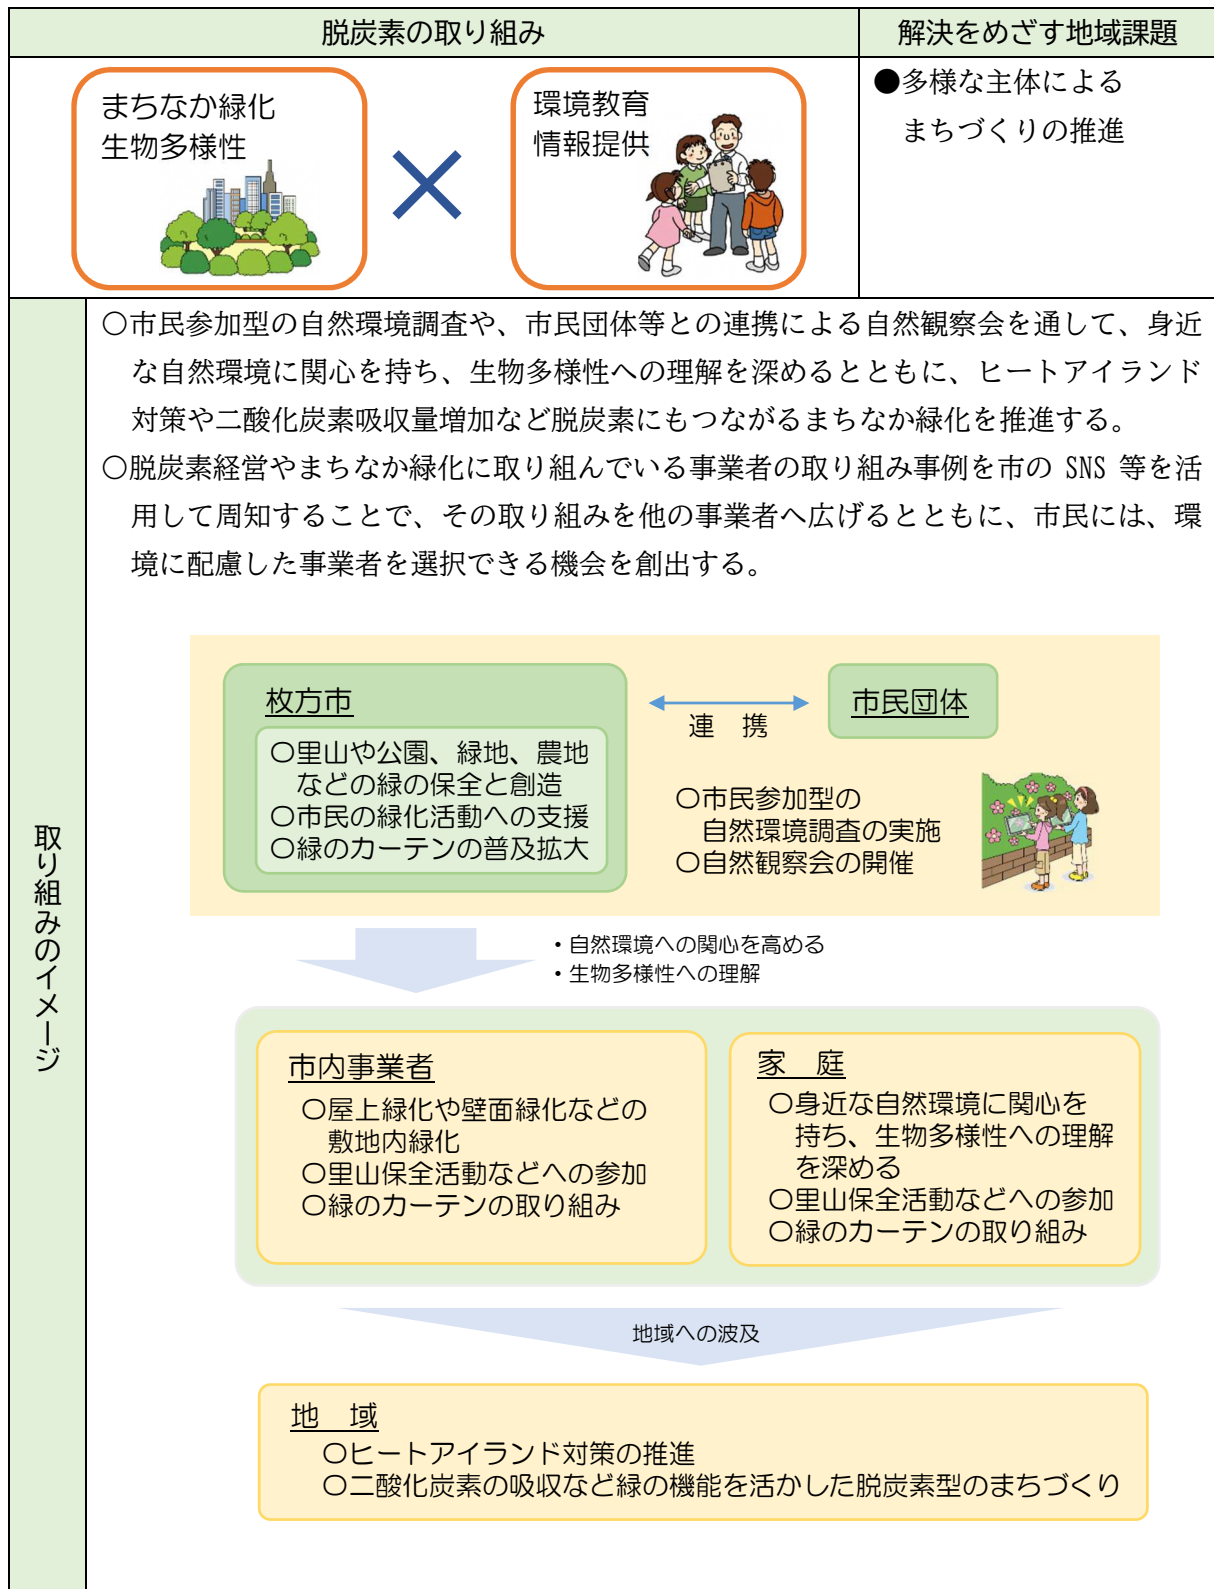 脱炭素の取り組み
解決をめざす地域課題
まちなか緑化
生物多様性
×
環境教育
情報提供
●多様な主体による
まちづくりの推進
取り組みのイメージ
〇市民参加型の自然環境調査や、市民団体等との連携による自然観察会を通して、身近
な自然環境に関心を持ち、生物多様性への理解を深めるとともに、ヒートアイランド
対策や二酸化炭素吸収量増加など脱炭素にもつながるまちなか緑化を推進する。
〇脱炭素経営やまちなか緑化に取り組んでいる事業者の取り組み事例を市の SNS 等を活
用して周知することで、その取り組みを他の事業者へ広げるとともに、市民には、環
境に配慮した事業者を選択できる機会を創出する。
枚方市
〇里山や公園、緑地、農地
などの緑の保全と創造
〇市民の緑化活動への支援
〇緑のカーテンの普及拡大
連 携
市民団体
〇市民参加型の
自然環境調査の実施
〇自然観察会の開催
・自然環境への関心を高める
・生物多様性への理解
市内事業者
〇屋上緑化や壁面緑化などの
敷地内緑化
〇里山保全活動などへの参加
〇緑のカーテンの取り組み
家 庭
〇身近な自然環境に関心を
持ち、生物多様性への理解
を深める
〇里山保全活動などへの参加
〇緑のカーテンの取り組み
地域への波及
地 域
〇ヒートアイランド対策の推進
〇二酸化炭素の吸収など緑の機能を活かした脱炭素型のまちづくり